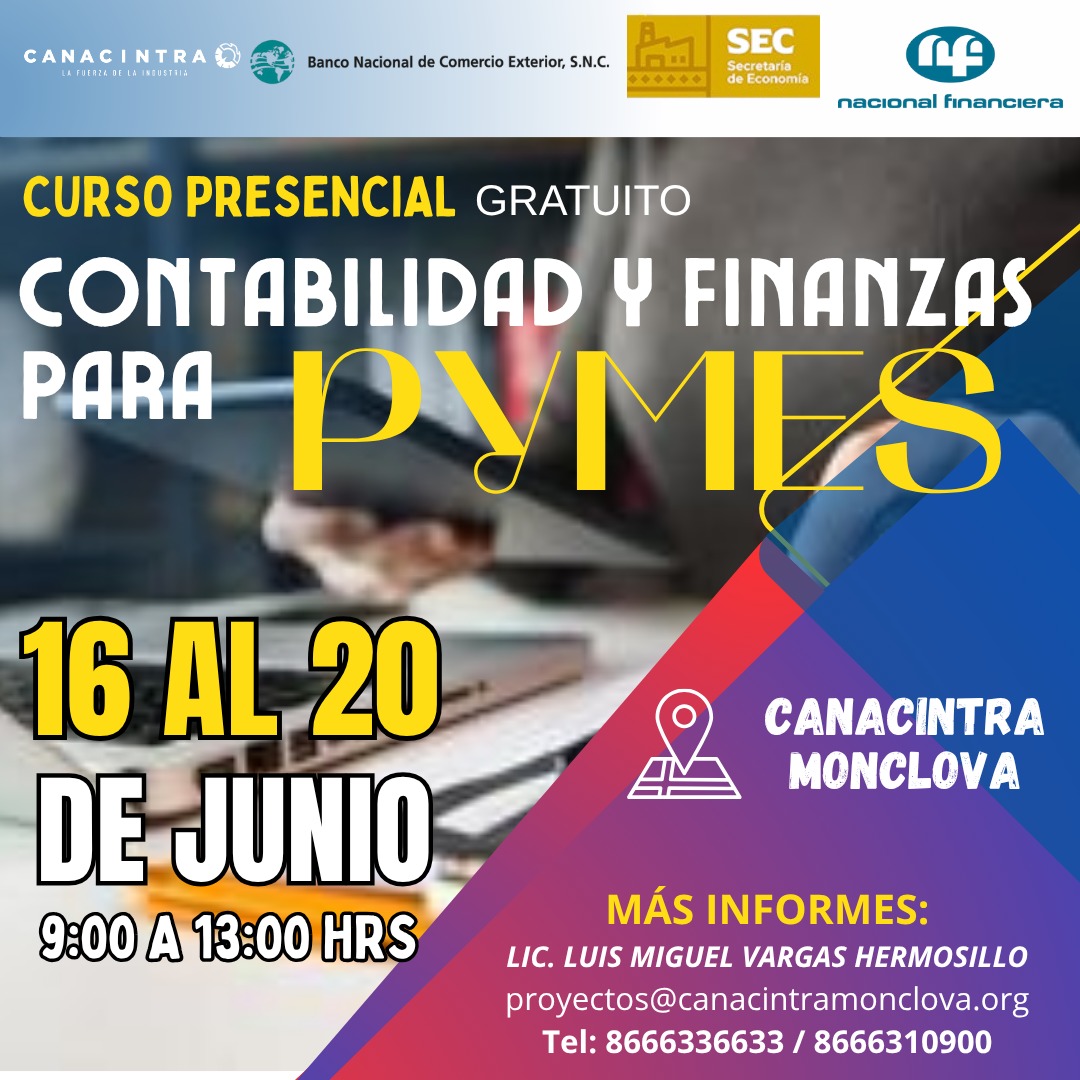 CANACINTRA
LA FUERZA DE LA INDUSTRIA
Banco Nacional de Comercio Exterior, S.N.C.
SEC
Secretaría
de Economía
nf
nacional financiera
CURSO PRESENCIAL GRATUITO
CONTABILIDAD Y FINANZAS
PARA PYMES
16 AL 20
DE JUNIO
9:00 A 13:00 HRS
CANACINTRA
MONCLOVA
MÁS INFORMES:
LIC. LUIS MIGUEL VARGAS HERMOSILLO
proyectos@canacintramonclova.org
Tel: 8666336633 / 8666310900